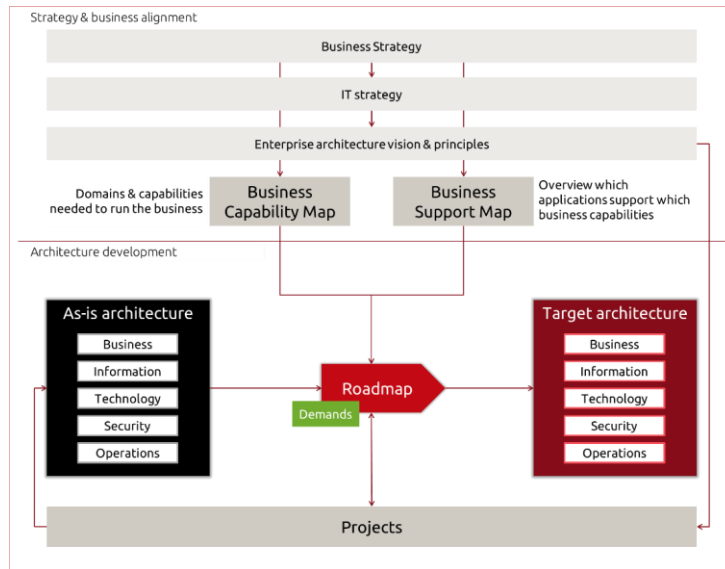 Strategy & business alignment
Business Strategy
IT strategy
Enterprise architecture vision & principles
Domains & capabilities
needed to run the business
Business
Capability Map
Business
Support Map
Overview which
applications support which
business capabilities
Architecture development
As-is architecture
Business
Information
Technology
Security
Operations
Roadmap
Demands
Target architecture
Business
Information
Technology
Security
Operations
Projects